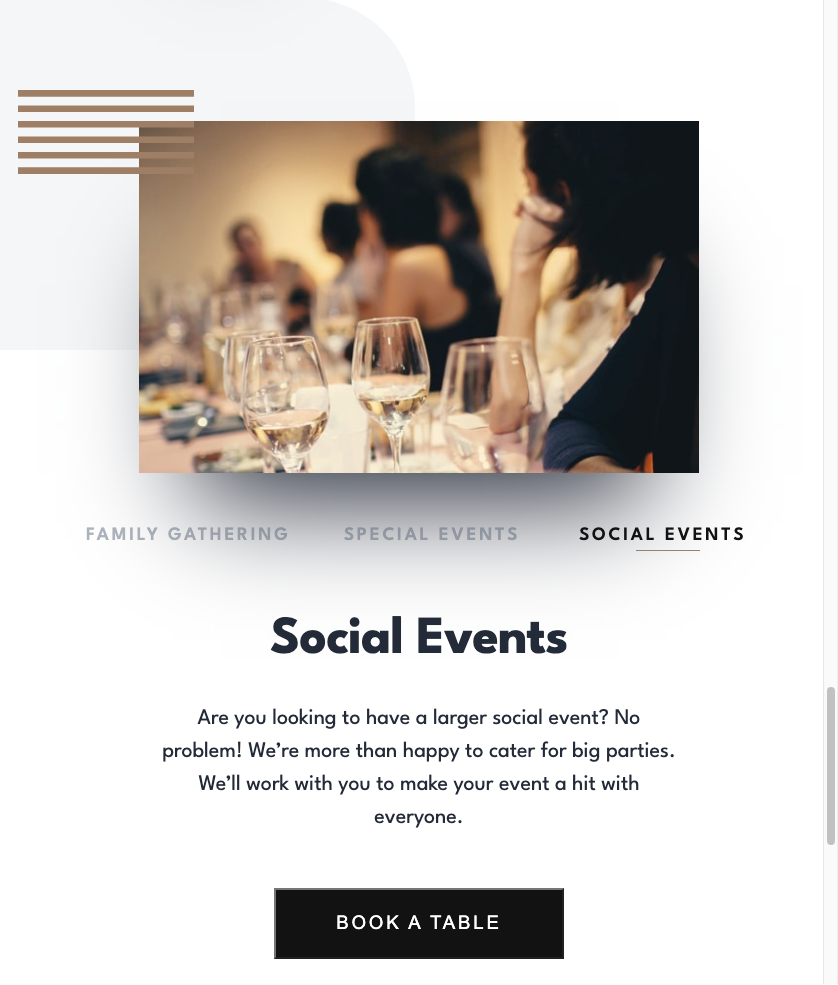 FAMILY GATHERING SPECIAL EVENTS SOCIAL EVENTS
Social Events
Are you looking to have a larger social event? No
problem! We’re more than happy to cater for big parties.
We’ll work with you to make your event a hit with
everyone.
BOOK A TABLE